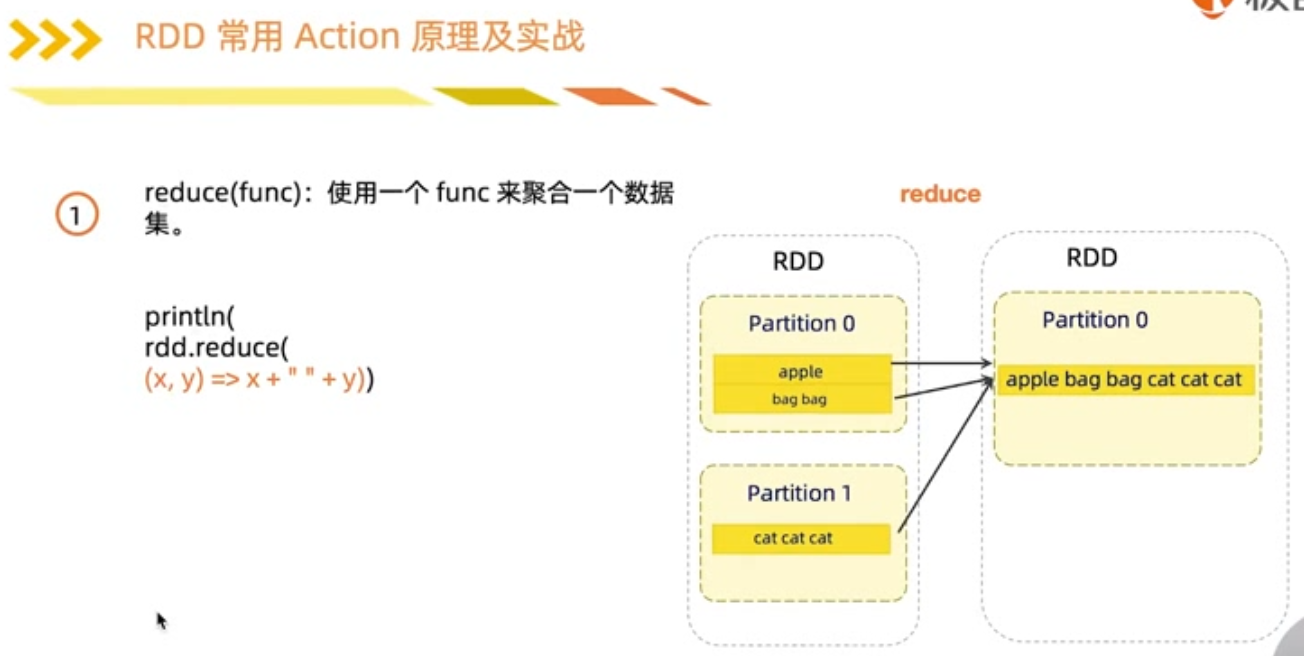 RDD 常用 Action 原理及实战
1
reduce(func)：使用一个 func 来聚合一个数据
集。
println(
rdd.reduce(
(x, y) => x + " " + y))
reduce
RDD
Partition 0
apple
bag bag
Partition 1
cat cat cat
RDD
Partition 0
apple bag bag cat cat cat